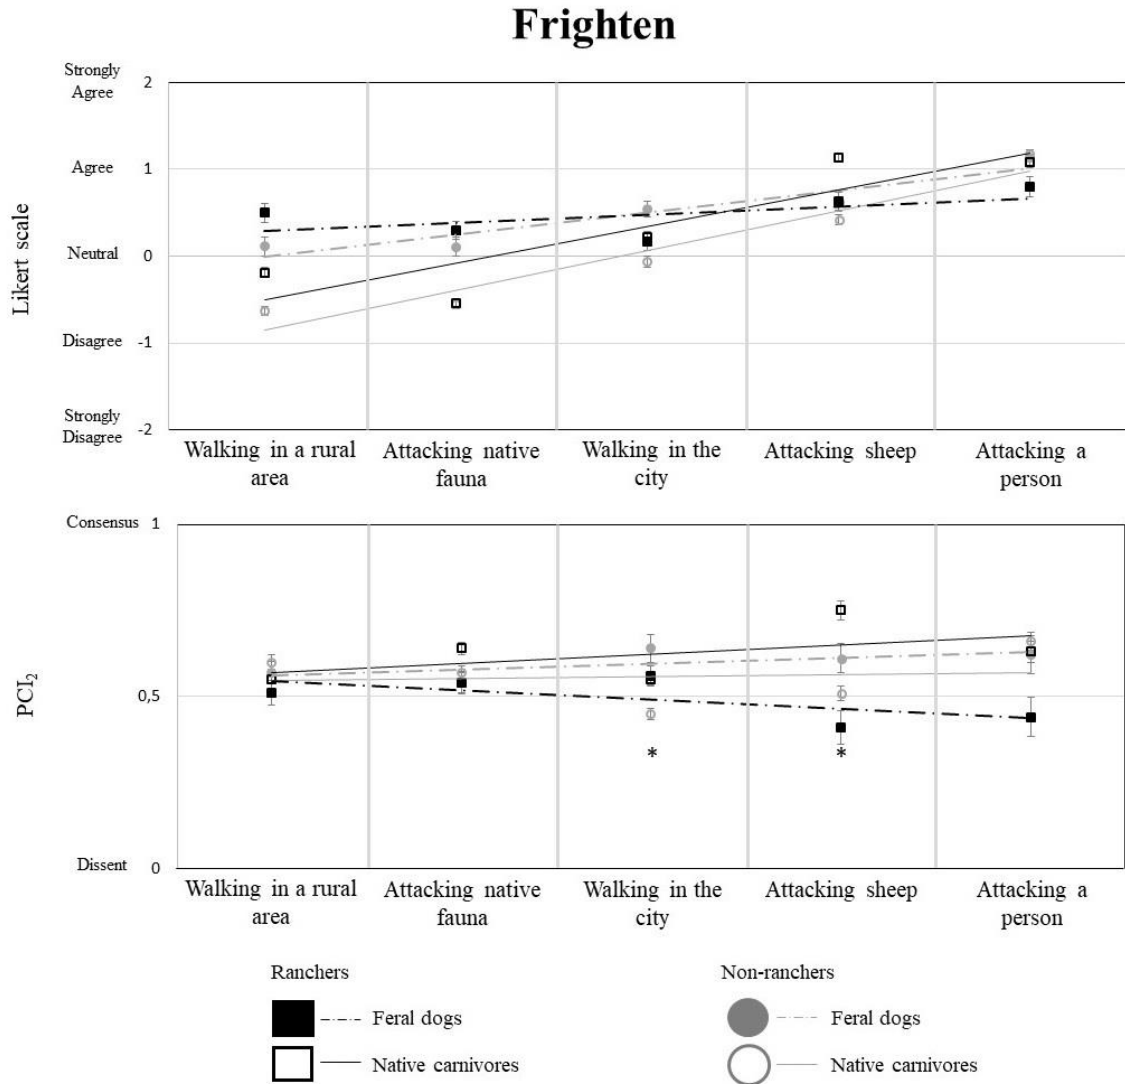 Frighten
Strongly
Agree
2
Agree
1
Likert scale
Neutral
0
Disagree
-1
Strongly
Disagree
-2
Walking in a rural
area
Attacking native
fauna
Walking in the
city
Attacking sheep
Attacking a
person
Consensus
1
PCI₂
0,5
*
*
Dissent
0
Walking in a rural
area
Attacking native
fauna
Walking in the
city
Attacking sheep
Attacking a
person
Ranchers
Feral dogs
Native carnivores
Non-ranchers
Feral dogs
Native carnivores